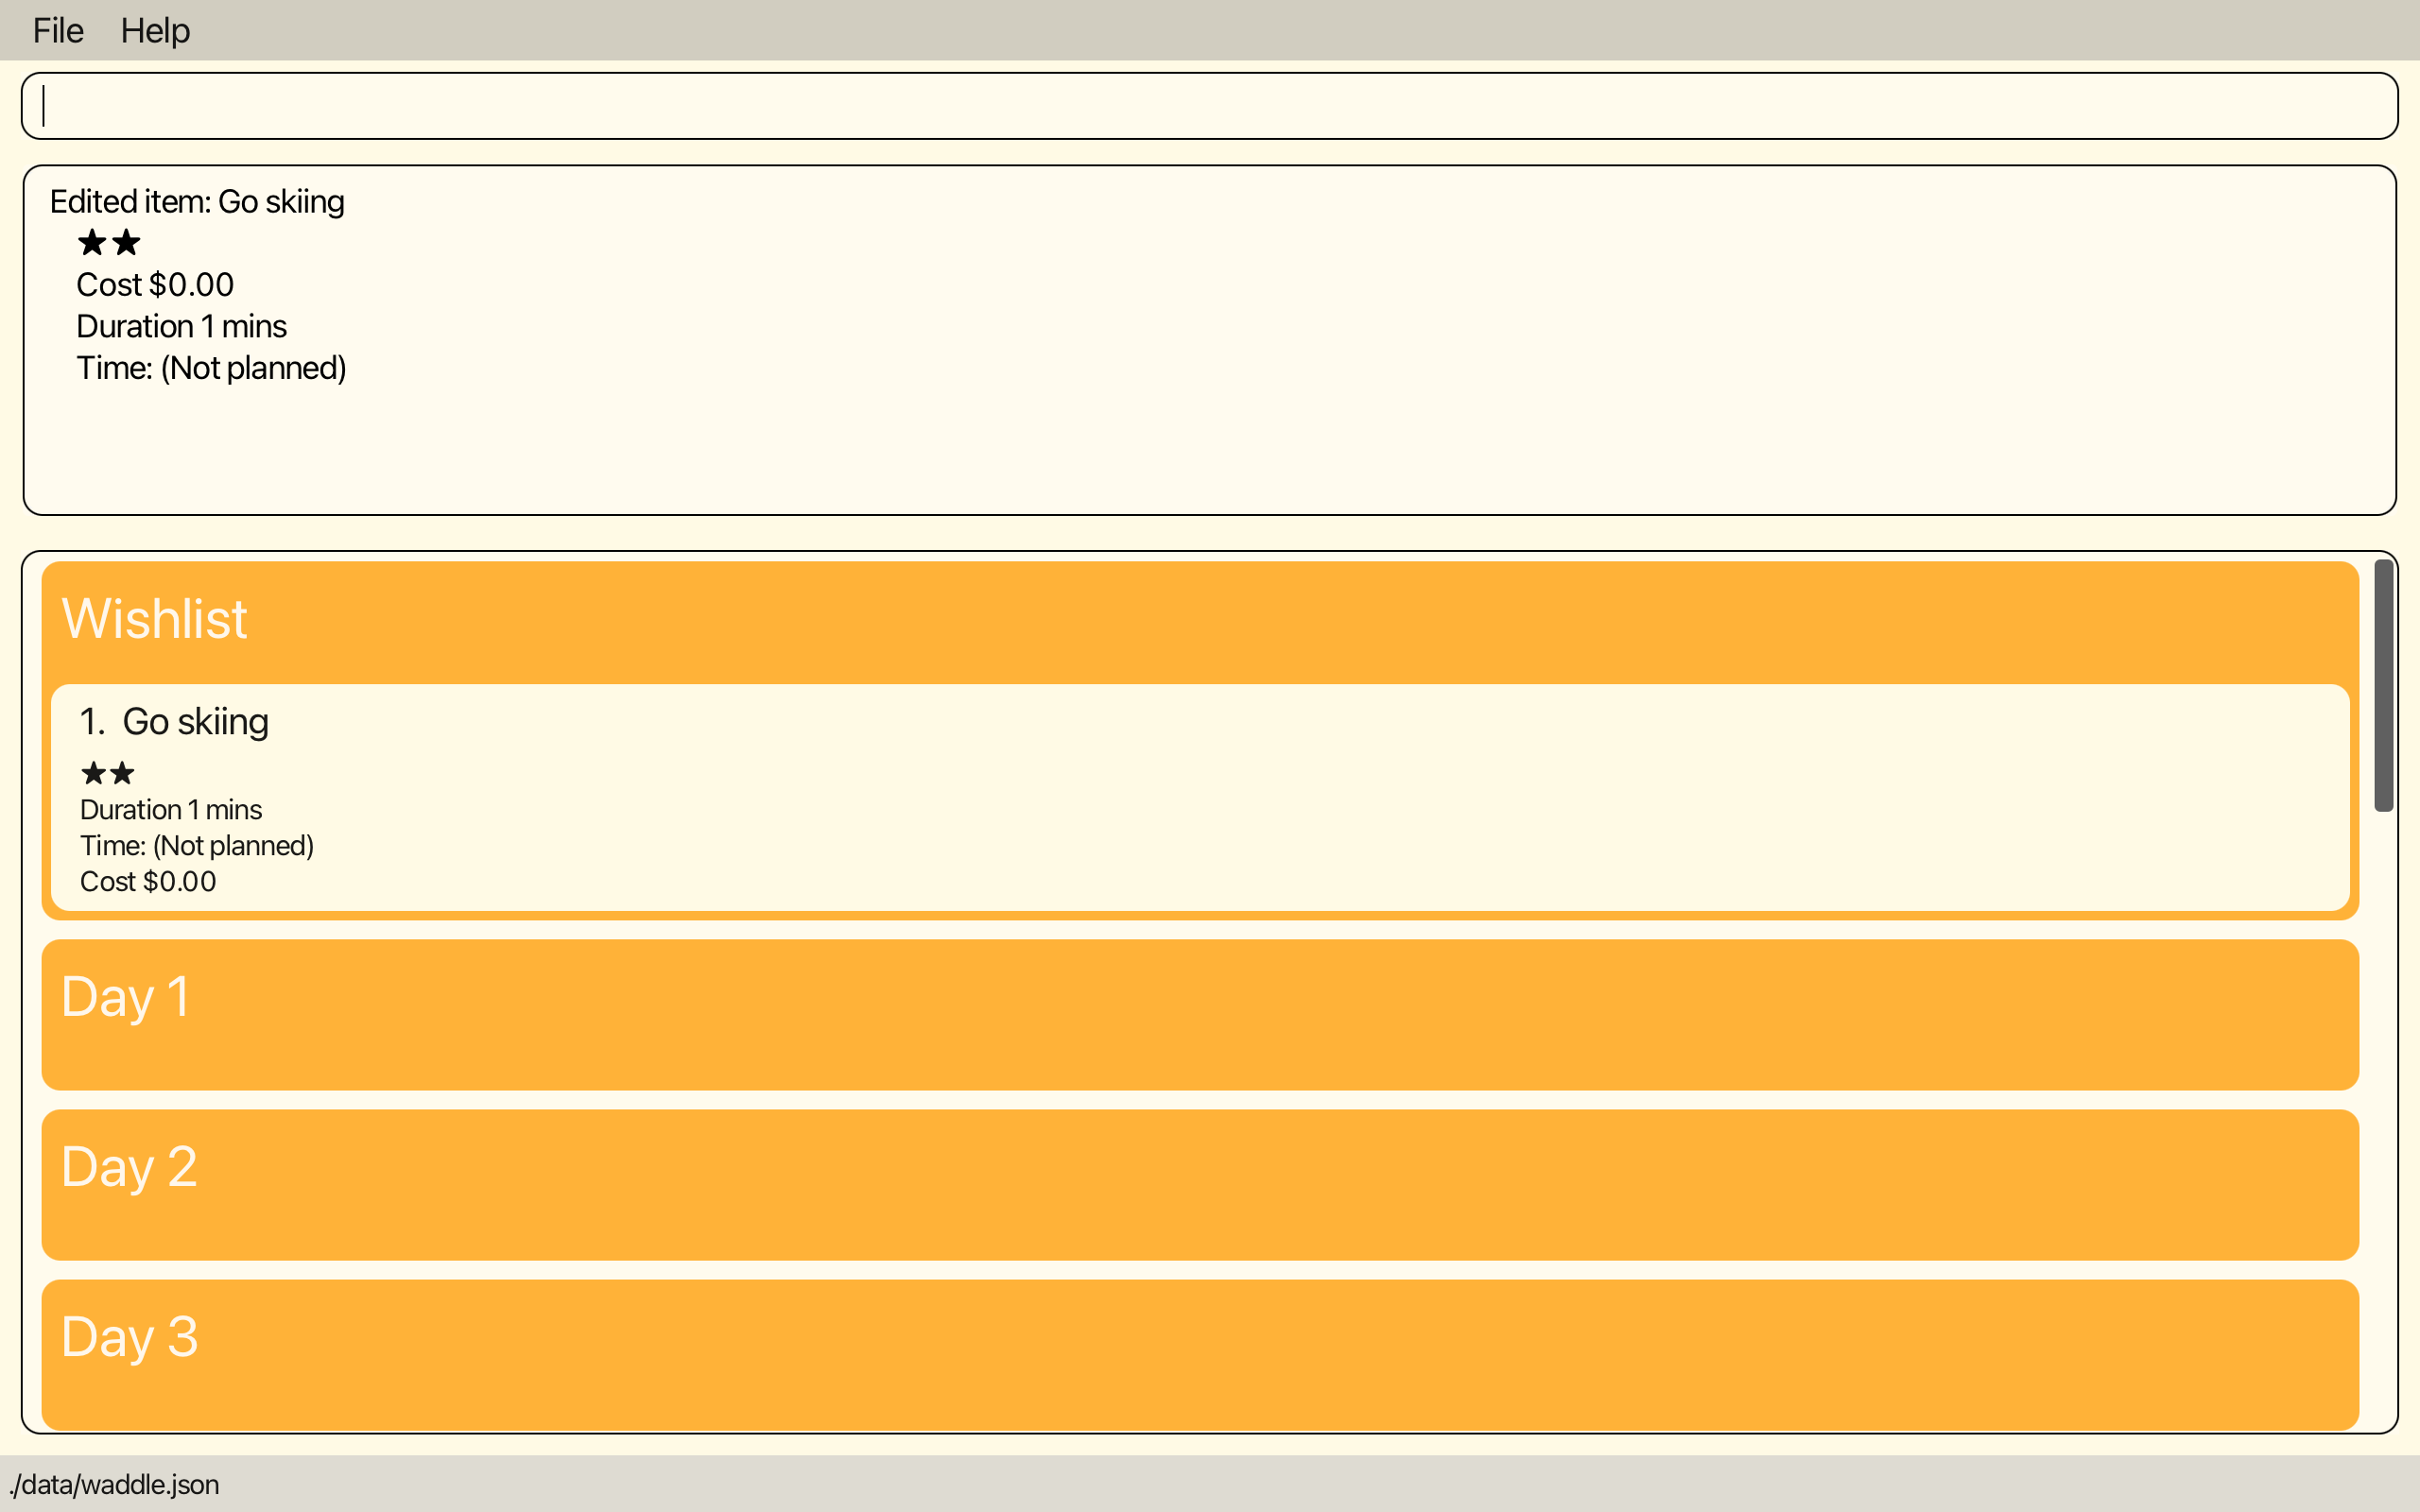 File Help
Edited item: Go skiing
★★
Cost $0.00
Duration 1 mins
Time: (Not planned)
Wishlist
1. Go skiing
★★
Duration 1 mins
Time: (Not planned)
Cost $0.00
Day 1
Day 2
Day 3
./data/waddle.json